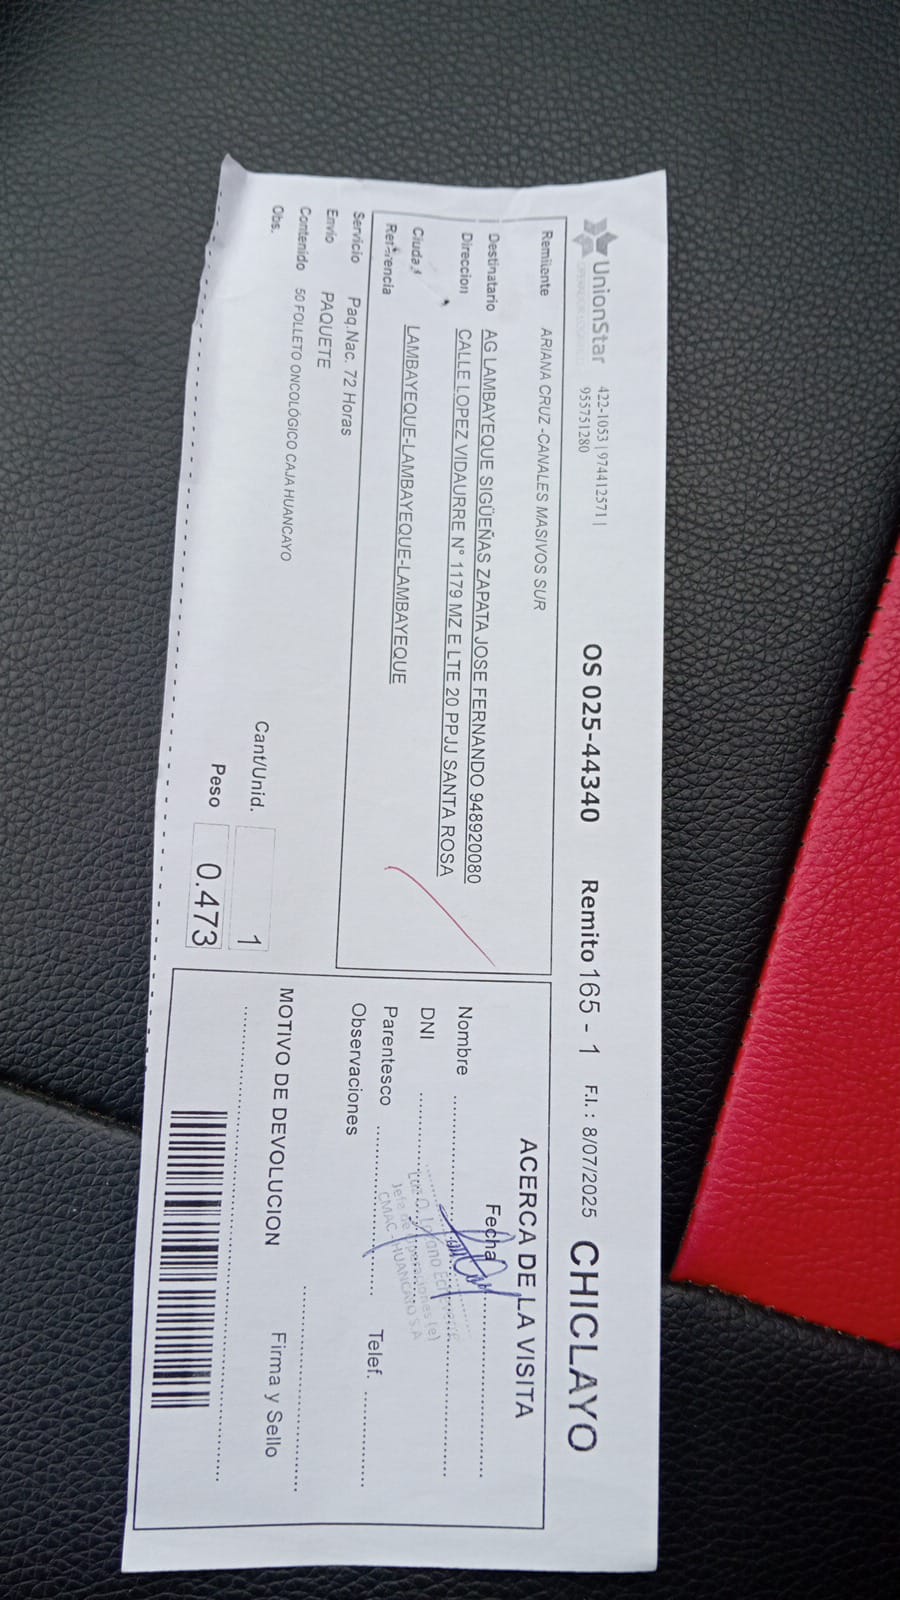 UnionStar
422-1053 | 974412571 |
955751280
OS 025-44340 Remito 165 - 1 F.I. : 8/07/2025 CHICLAYO
Remitente ARIANA CRUZ -CANALES MASIVOS SUR
Destinatario AG LAMBAYEQUE SIGÜEÑAS ZAPATA JOSE FERNANDO 948920080
Direccion CALLE LOPEZ VIDAURRE N° 1179 MZ E LTE 20 PPJJ SANTA ROSA
Ciudad LAMBAYEQUE-LAMBAYEQUE-LAMBAYEQUE
Referencia
Servicio Paq.Nac. 72 Horas
Envio PAQUETE
Contenido 50 FOLLETO ONCOLÓGICO CAJA HUANCAYO
Obs.
Cant/Unid. 1
Peso 0.473
ACERCA DE LA VISITA
Fecha
Nombre
DNI
Parentesco
Telef.
Observaciones
Jefe de Operaciones (e)
CMAC-HUANCAYO S.A
MOTIVO DE DEVOLUCION
Firma y Sello